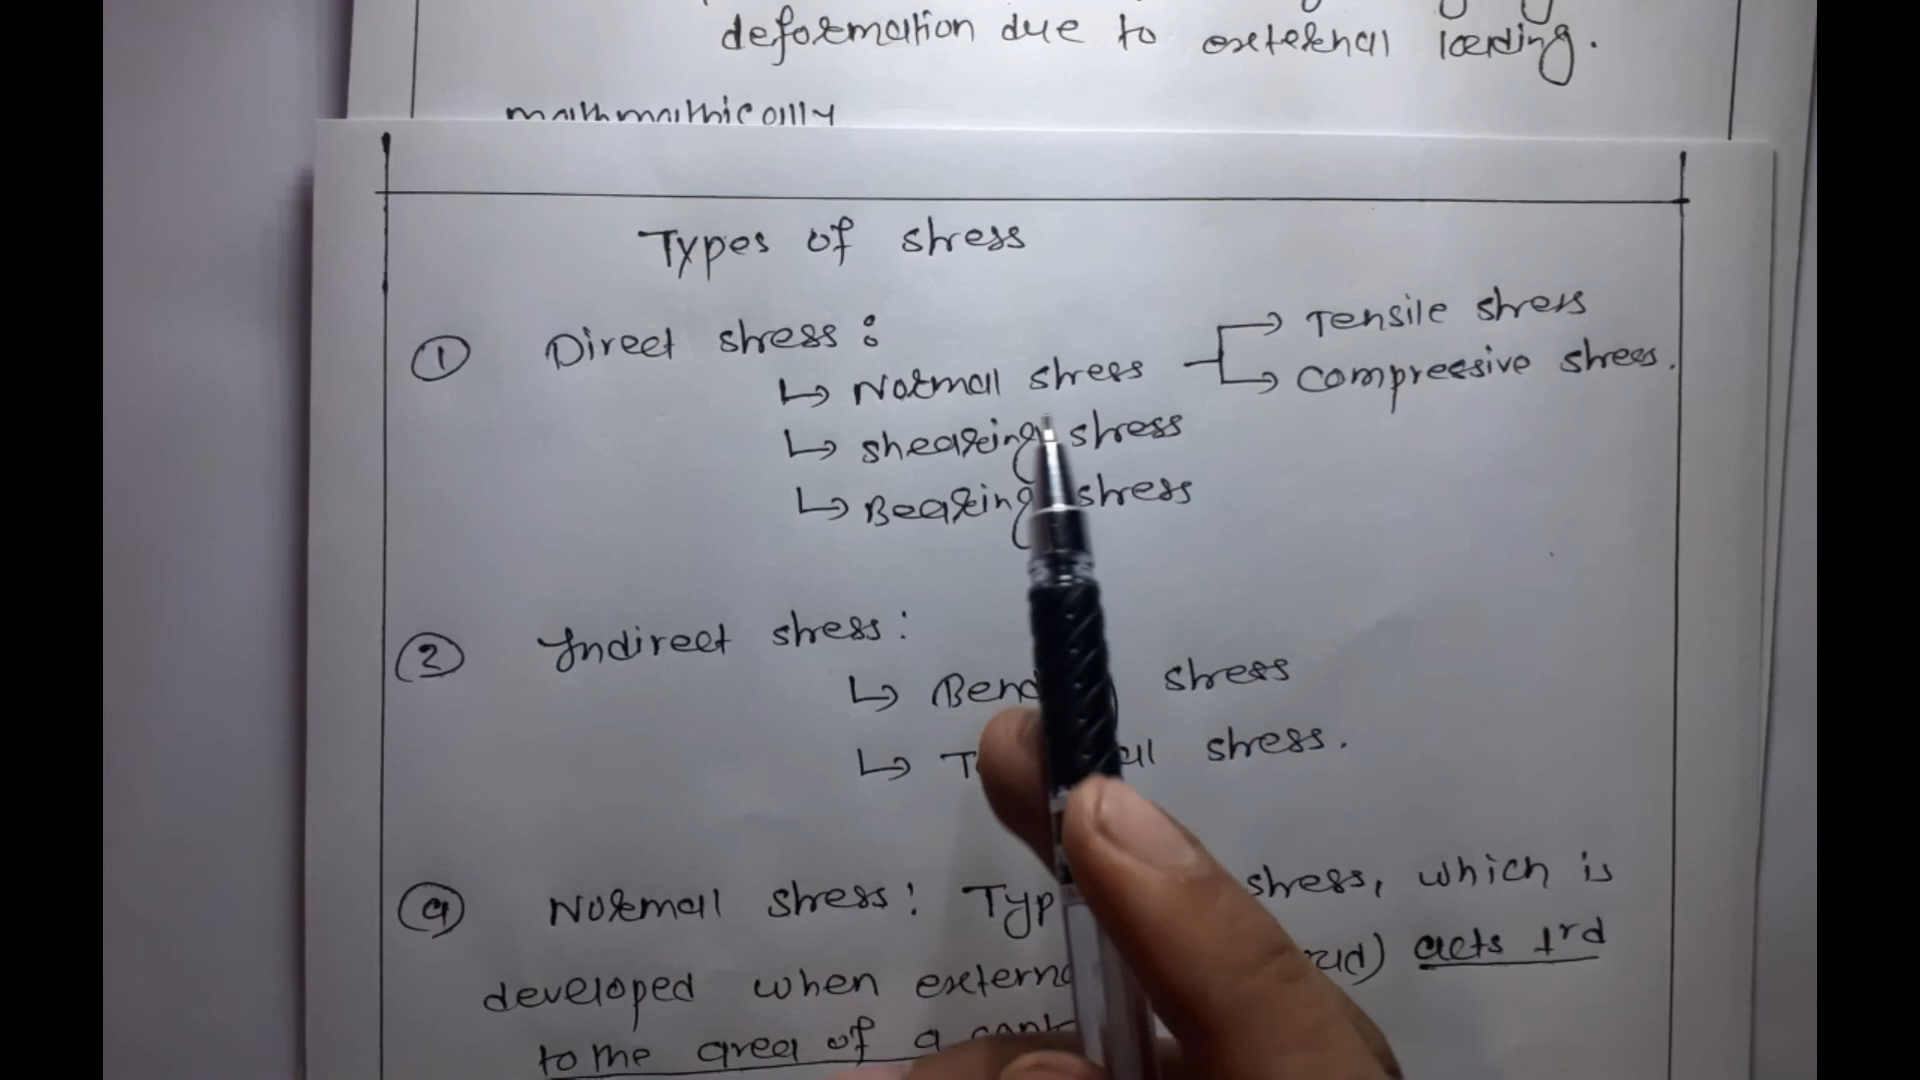 deformation due to external loading.
mathmathically
Types of stress
① Direct stress :
↳ Normal stress → Tensile stress
→ compressive stress.
↳ shearing stress
↳ Bearing stress
② Indirect stress :
↳ stress
↳ stress.
ⓐ Normal stress : stress, which is
developed when acts ⊥rd
to the area of a